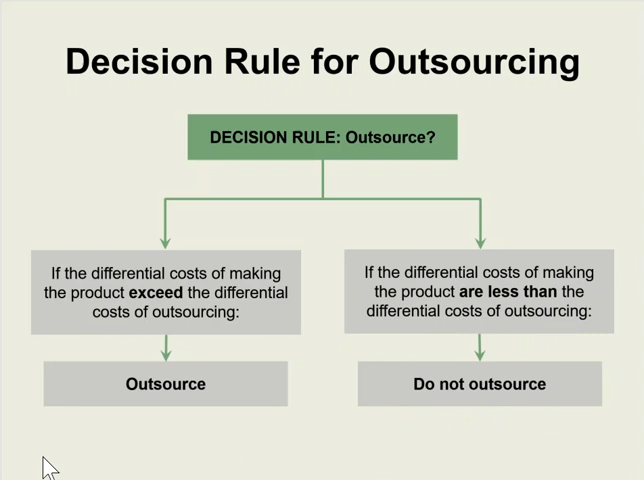 Decision Rule for Outsourcing
DECISION RULE: Outsource?
If the differential costs of making
the product exceed the differential
costs of outsourcing:
If the differential costs of making
the product are less than the
differential costs of outsourcing:
Outsource
Do not outsource